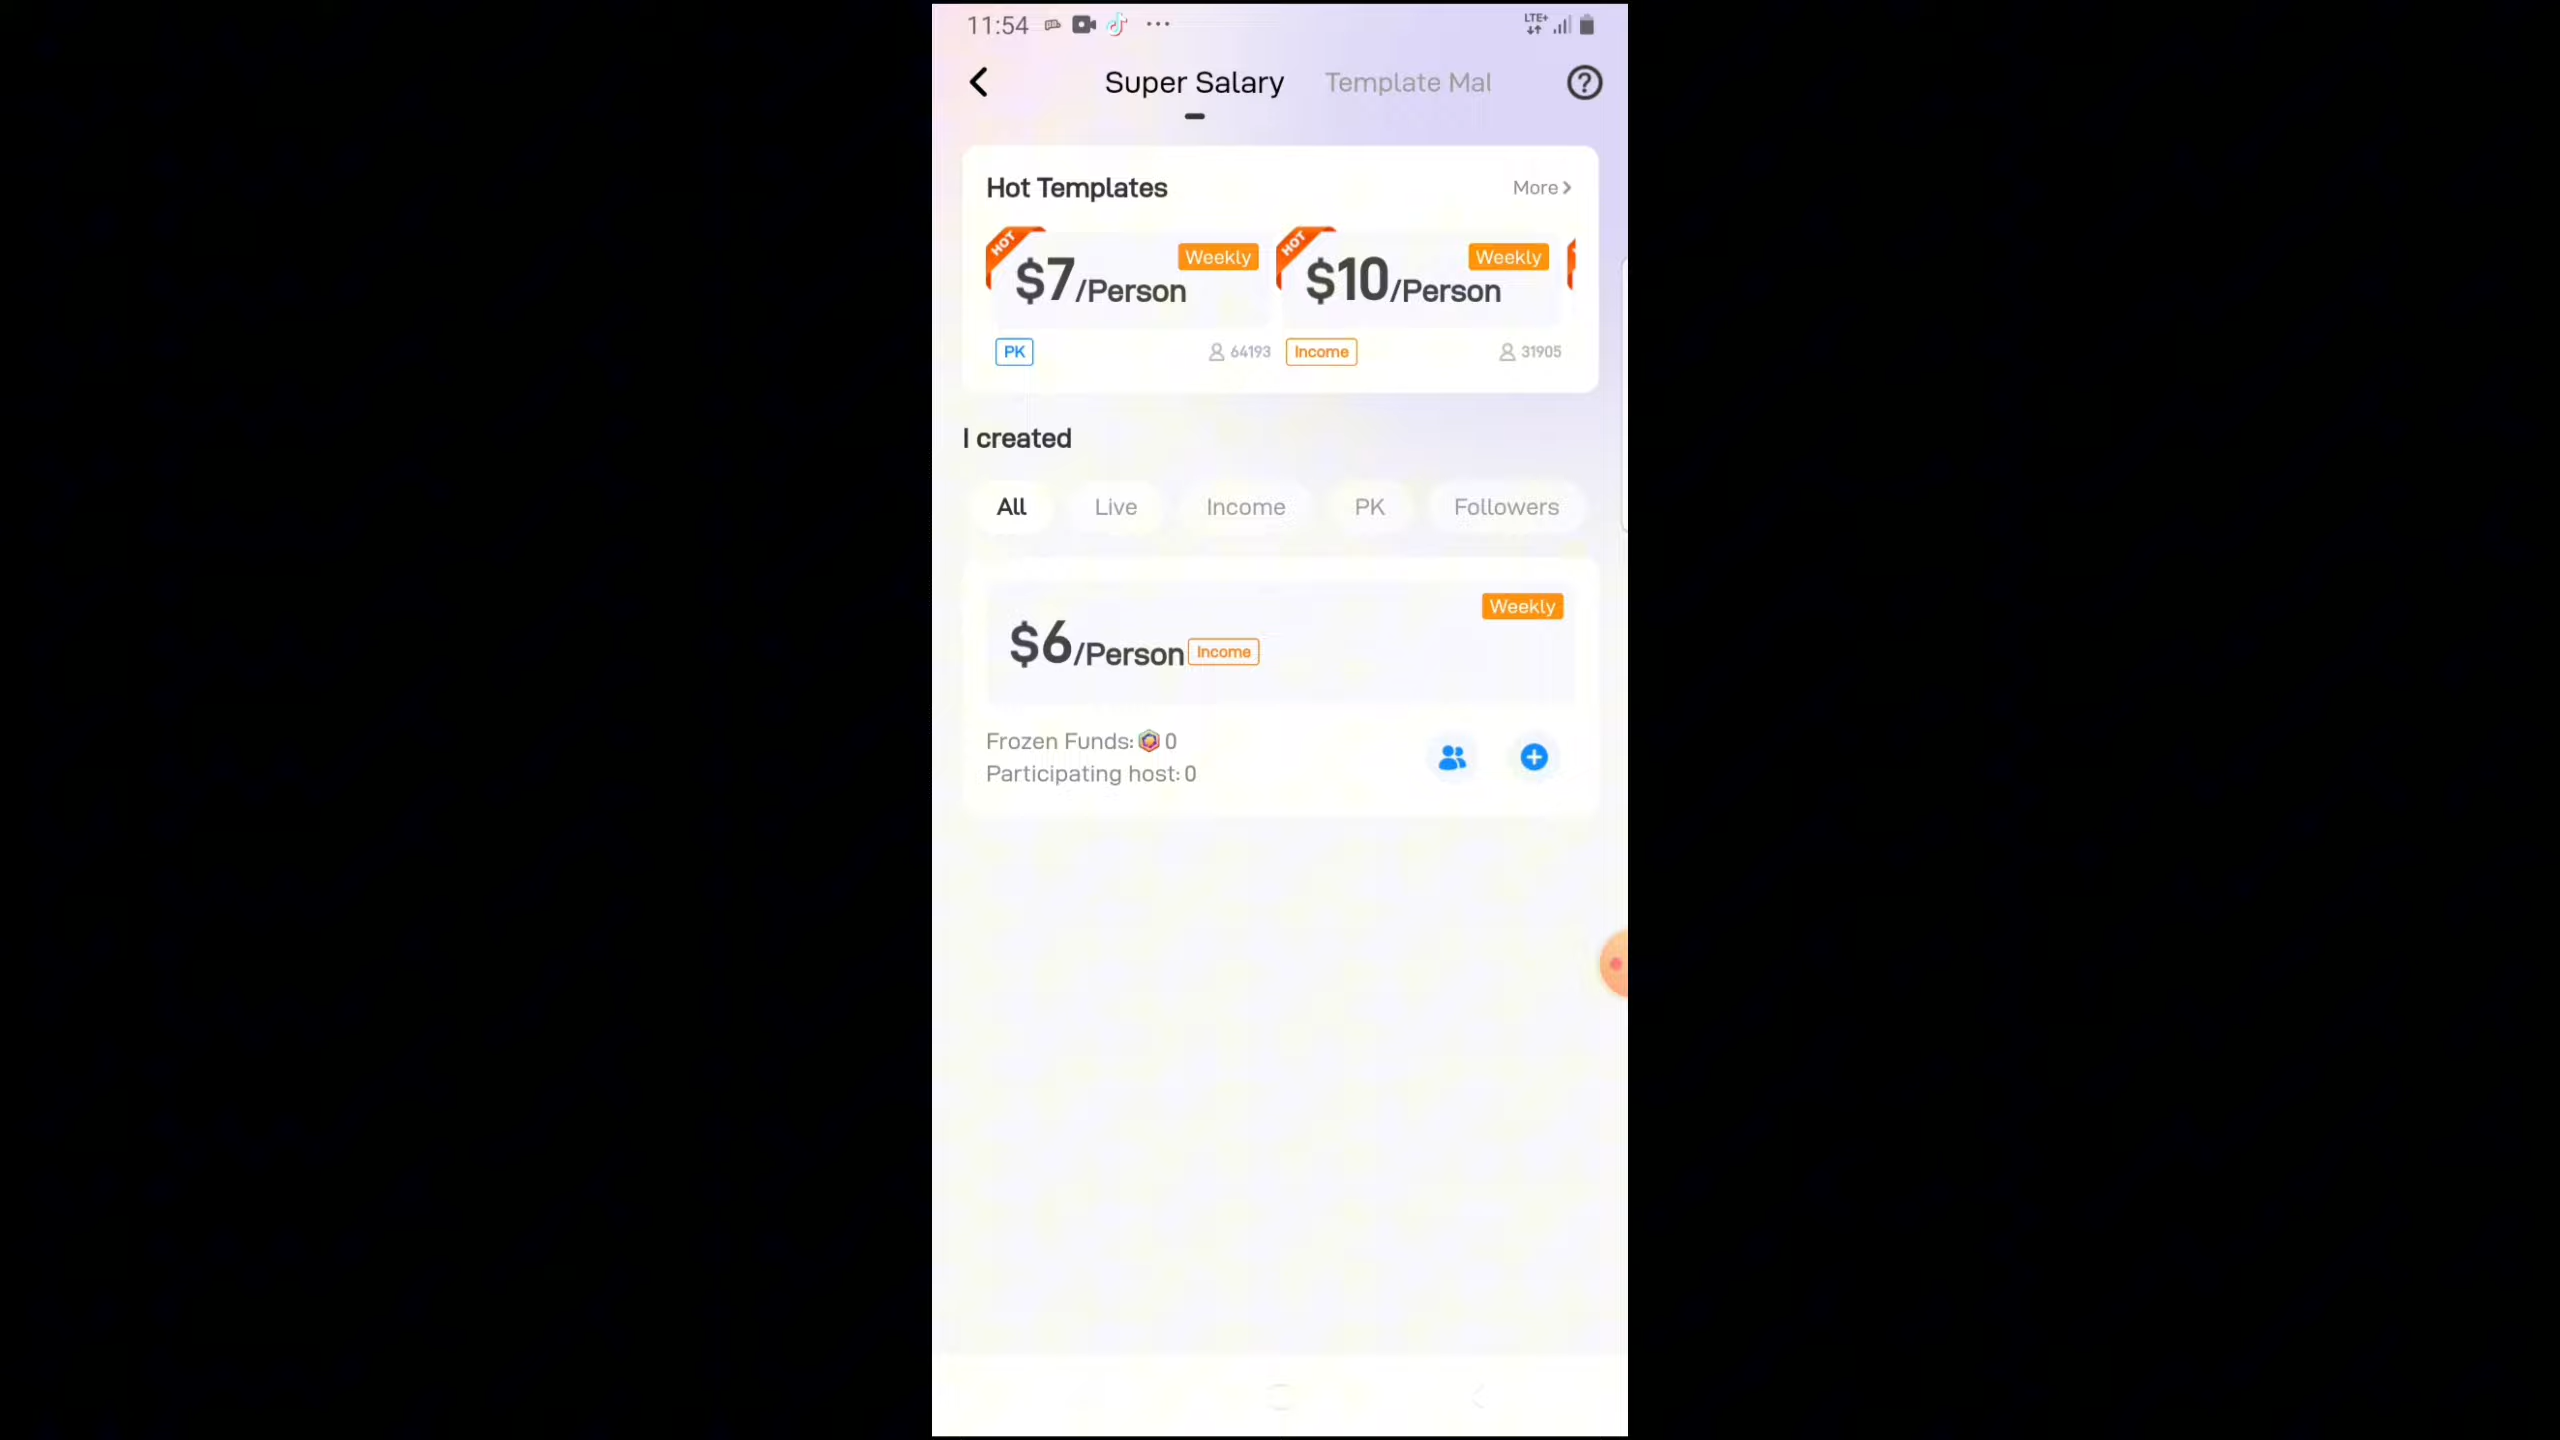 11:54 LTE+
Super Salary Template Mal
Hot Templates More
HOT $7/Person Weekly HOT $10/Person Weekly
PK 64193 Income 31905
I created
All Live Income PK Followers
Weekly
$6/Person Income
Frozen Funds: 0
Participating host: 0